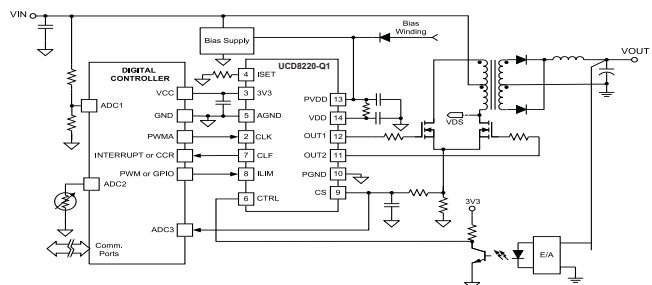 VIN
Bias
Winding
VOUT
Bias Supply
UCD8220-Q1
DIGITAL
CONTROLLER
ADC1
VCC
GND
PWMA
INTERRUPT or CCR
ADC2
PWM or GPIO
ADC3
Comm.
Ports
4 ISET
3 3V3
5 AGND
2 CLK
7 CLF
8 ILIM
6 CTRL
PVDD 13
VDD 14
OUT1 12
OUT2 11
PGND 10
CS 9
VDS
3V3
E/A